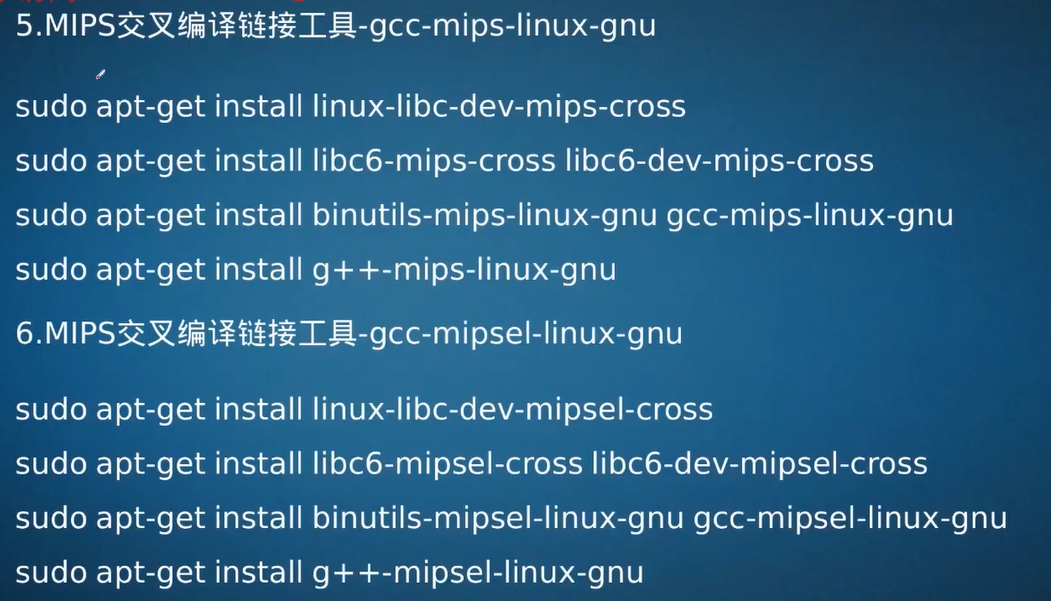 5.MIPS交叉编译链接工具-gcc-mips-linux-gnu
sudo apt-get install linux-libc-dev-mips-cross
sudo apt-get install libc6-mips-cross libc6-dev-mips-cross
sudo apt-get install binutils-mips-linux-gnu gcc-mips-linux-gnu
sudo apt-get install g++-mips-linux-gnu
6.MIPS交叉编译链接工具-gcc-mipsel-linux-gnu
sudo apt-get install linux-libc-dev-mipsel-cross
sudo apt-get install libc6-mipsel-cross libc6-dev-mipsel-cross
sudo apt-get install binutils-mipsel-linux-gnu gcc-mipsel-linux-gnu
sudo apt-get install g++-mipsel-linux-gnu